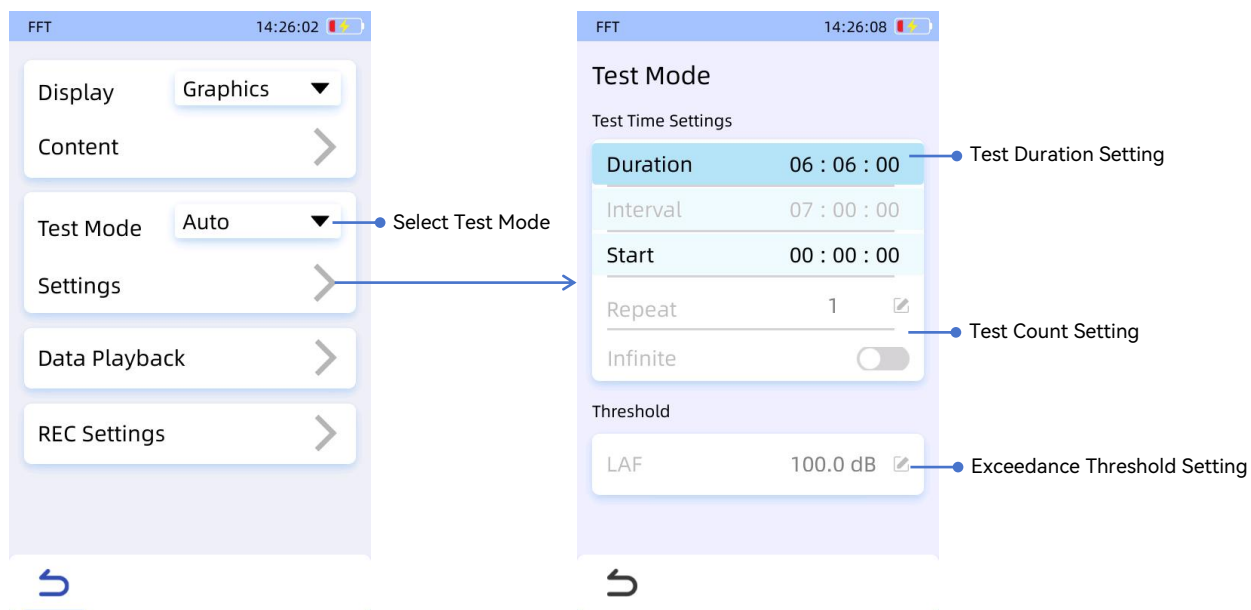 FFT 14:26:02
Display Graphics
Content
Test Mode Auto
Select Test Mode
Settings
Data Playback
REC Settings
FFT 14:26:08
Test Mode
Test Time Settings
Duration 06 : 06 : 00
Test Duration Setting
Interval 07 : 00 : 00
Start 00 : 00 : 00
Repeat 1
Test Count Setting
Infinite
Threshold
LAF 100.0 dB
Exceedance Threshold Setting